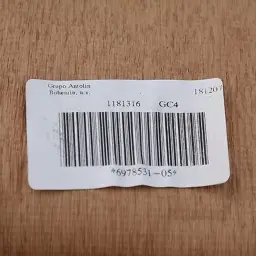 Grupo Antolin
Bohemia, a.s.
181207
1181316 GC4
*6978531-05*